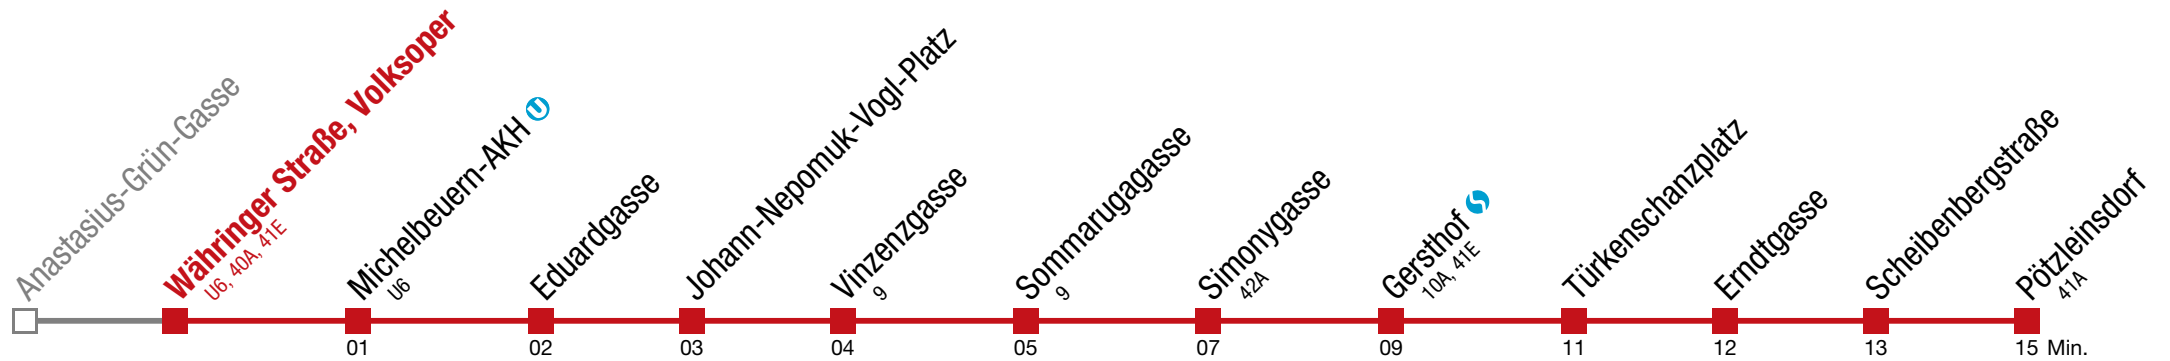 Anastasius-Grün-Gasse
Währinger Straße, Volksoper
U6, 40A, 41E
Michelbeuern-AKH U
U6
Eduardgasse
Johann-Nepomuk-Vogl-Platz
Vinzenzgasse
9
Sommarugagasse
9
Simonygasse
42A
Gersthof S
10A, 41E
Türkenschanzplatz
Erndtgasse
Scheibenbergstraße
Pötzleinsdorf
41A
01 02 03 04 05 07 09 11 12 13 15 Min.